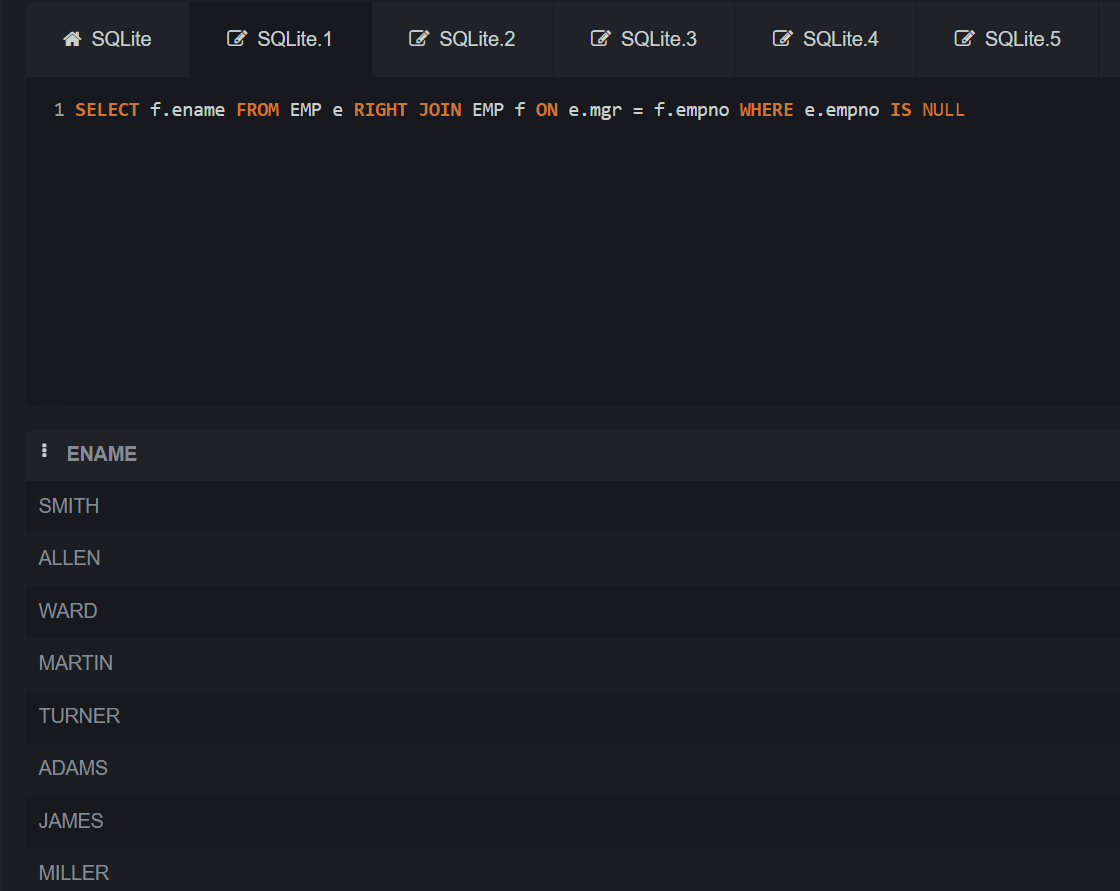 SQLite SQLite.1 SQLite.2 SQLite.3 SQLite.4 SQLite.5
1 SELECT f.ename FROM EMP e RIGHT JOIN EMP f ON e.mgr = f.empno WHERE e.empno IS NULL
ENAME
SMITH
ALLEN
WARD
MARTIN
TURNER
ADAMS
JAMES
MILLER